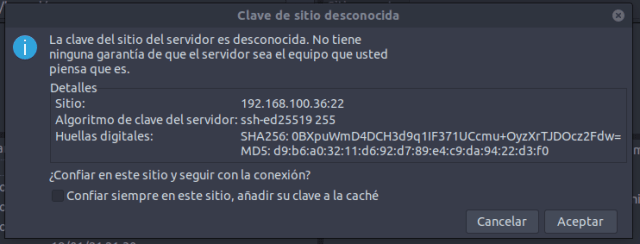 Clave de sitio desconocida
La clave del sitio del servidor es desconocida. No tiene
ninguna garantía de que el servidor sea el equipo que usted
piensa que es.
Detalles
Sitio: 192.168.100.36:22
Algoritmo de clave del servidor: ssh-ed25519 255
Huellas digitales: SHA256: 0BXpuWmD4DCH3d9q1IF371UCcmu+OyzXrTJDOcz2Fdw=
MD5: d9:b6:a0:32:11:d6:92:d7:89:e4:c9:da:94:22:d3:f0
¿Confiar en este sitio y seguir con la conexión?
Confiar siempre en este sitio, añadir su clave a la caché
Cancelar Aceptar